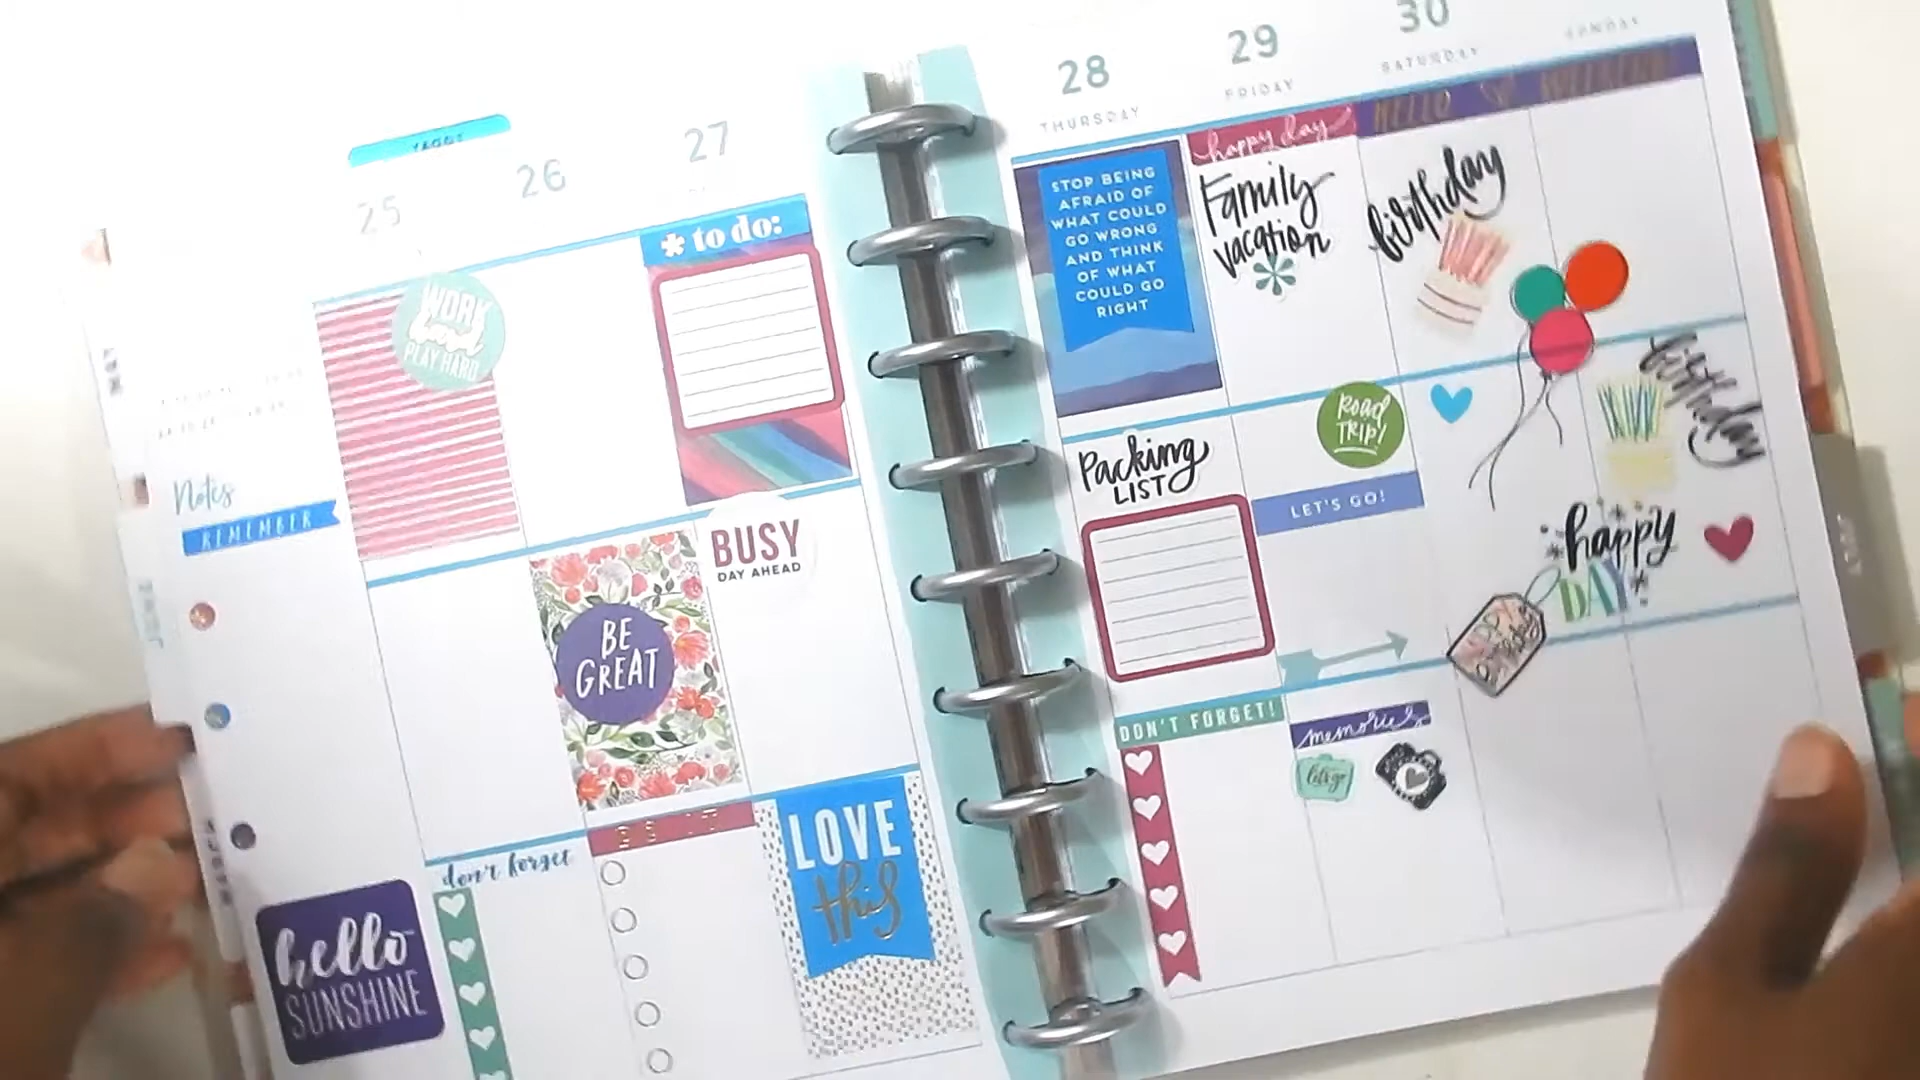 25
26
27
28
THURSDAY
29
FRIDAY
30
SATURDAY
SUNDAY
Notes
REMEMBER
hello
SUNSHINE
WORK
hard
PLAY HARD
don't forget
BE
GREAT
* to do:
BUSY
DAY AHEAD
LOVE
this
STOP BEING
AFRAID OF
WHAT COULD
GO WRONG
AND THINK
OF WHAT
COULD GO
RIGHT
Packing
LIST
DON'T FORGET!
happy day
Family
vacation
ROAD
TRIP!
LET'S GO!
memories
let's go
HELLO WEEKEND
birthday
birthday
happy
DAY!